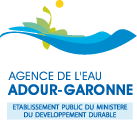 AGENCE DE L'EAU
ADOUR-GARONNE
ETABLISSEMENT PUBLIC DU MINISTERE
DU DEVELOPPEMENT DURABLE